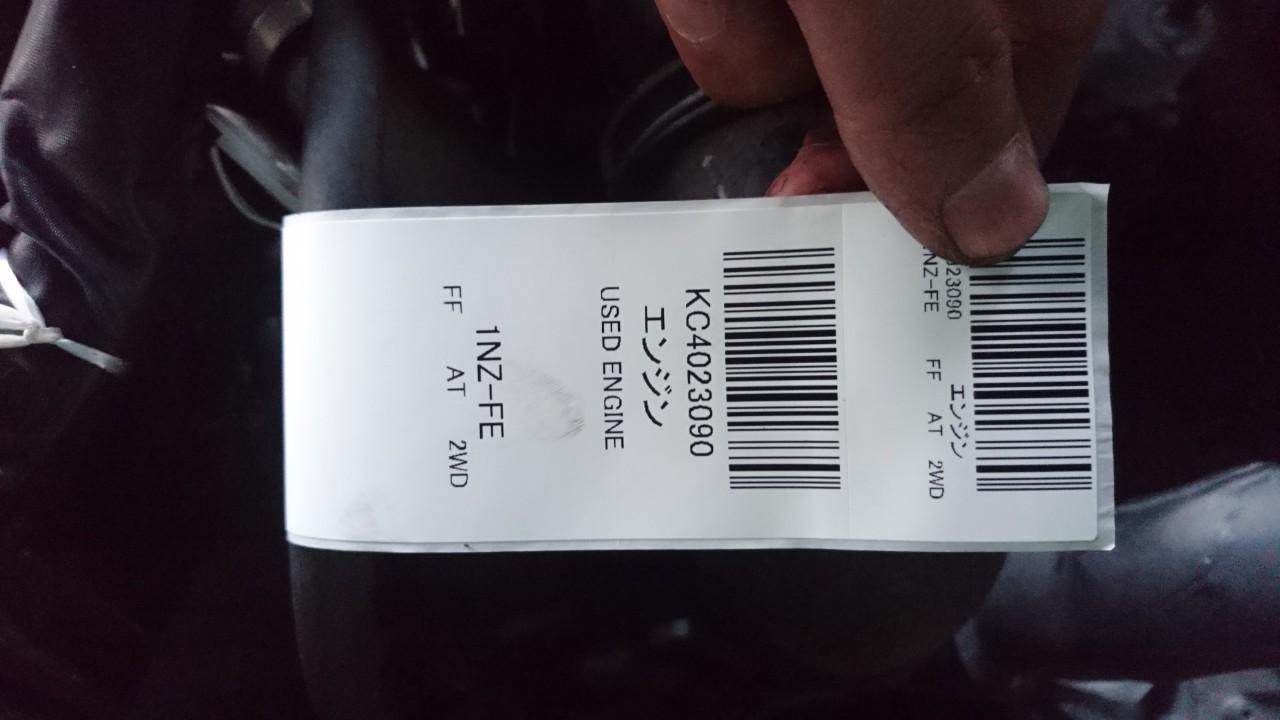 KC4023090
エンジン
USED ENGINE
1NZ-FE
FF AT 2WD
23090 エンジン
NZ-FE FF AT 2WD